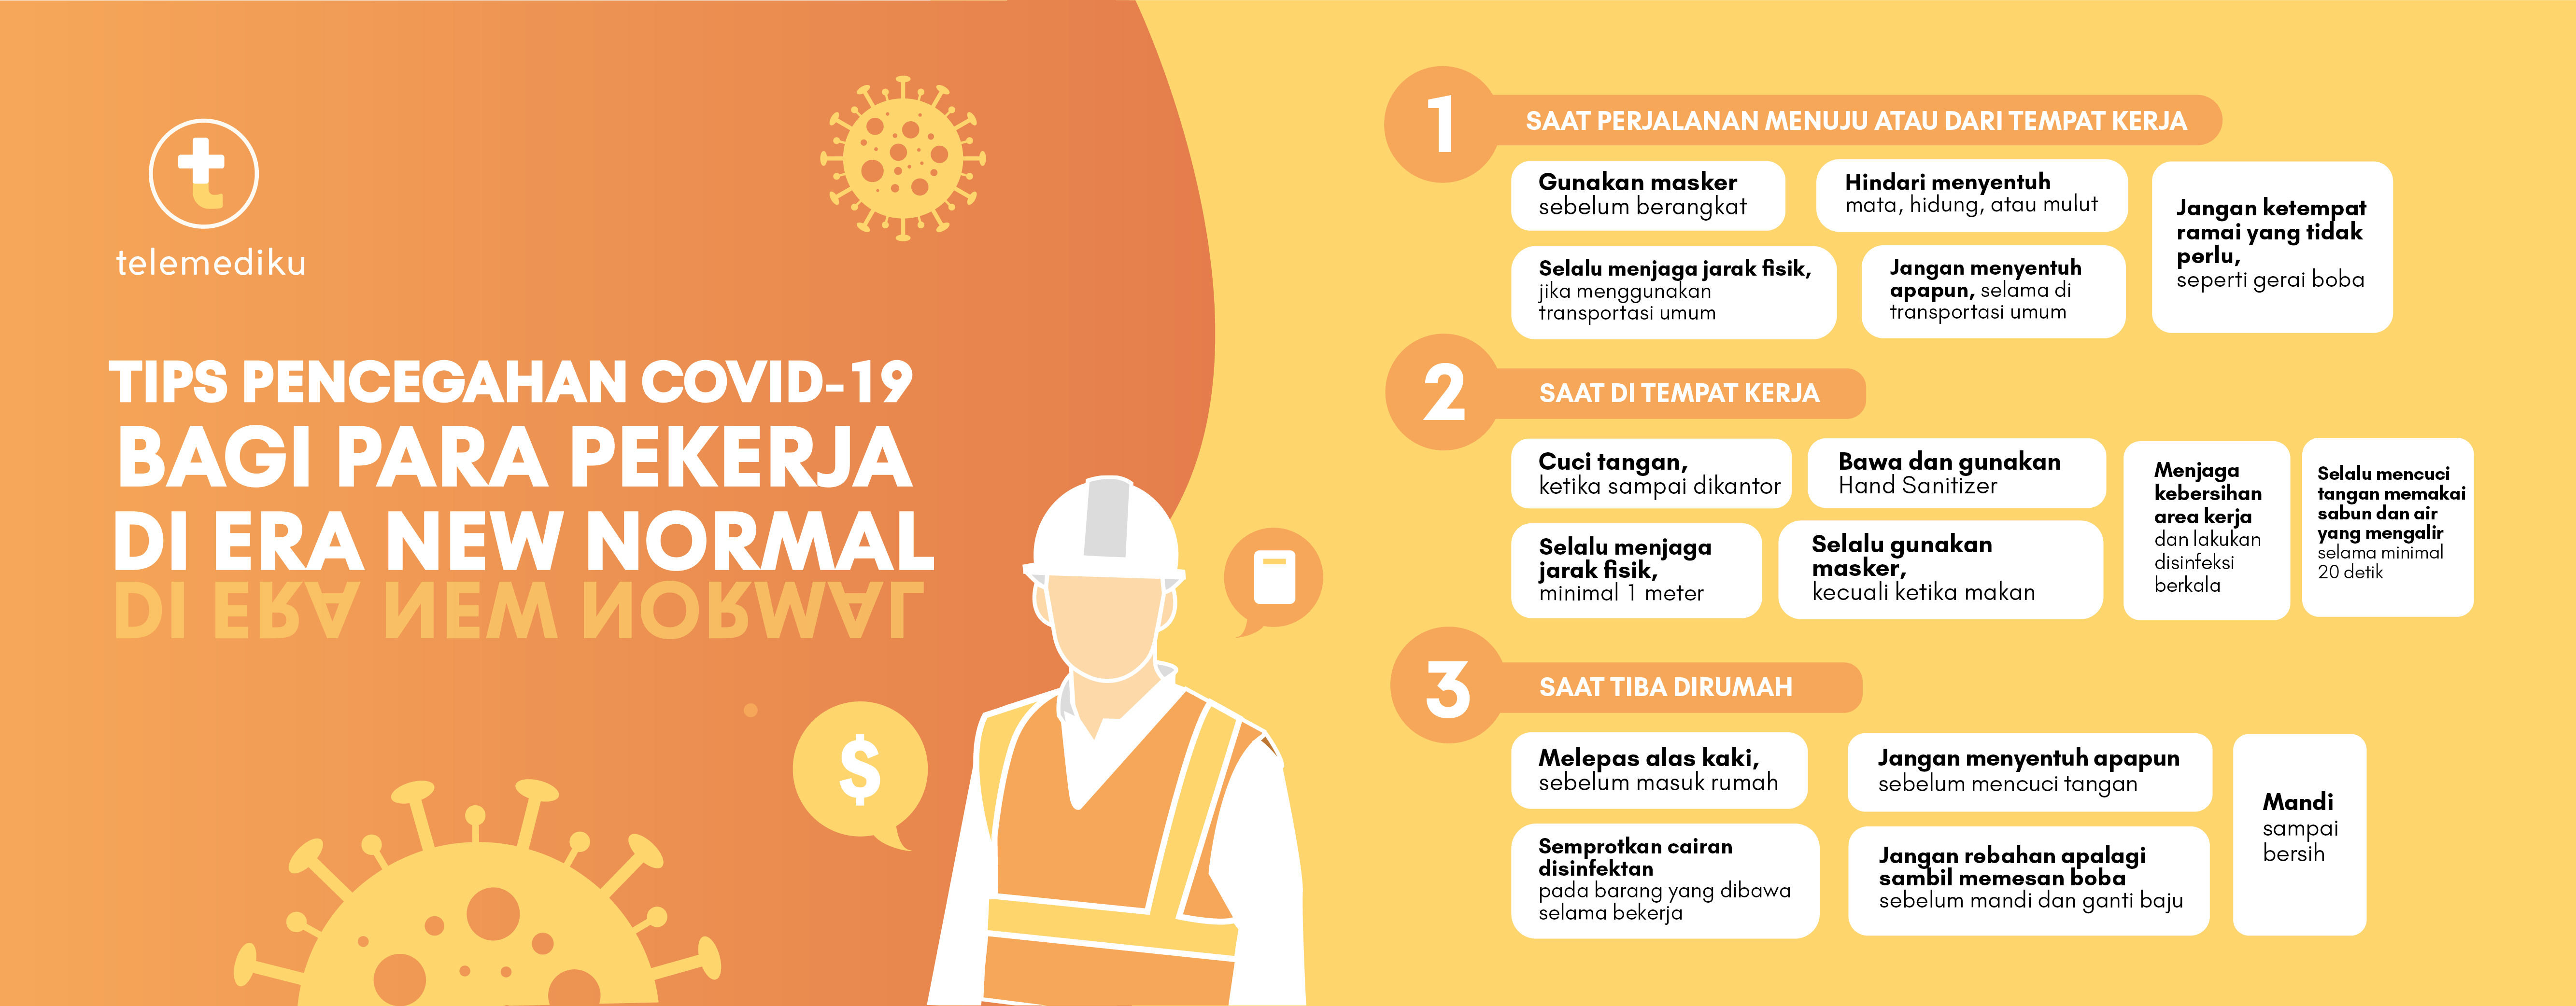 t
telemediku
TIPS PENCEGAHAN COVID-19
BAGI PARA PEKERJA
DI ERA NEW NORMAL
DI ERA NEW NORMAL
$
1
SAAT PERJALANAN MENUJU ATAU DARI TEMPAT KERJA
Gunakan masker
sebelum berangkat
Hindari menyentuh
mata, hidung, atau mulut
Selalu menjaga jarak fisik,
jika menggunakan
transportasi umum
Jangan menyentuh
apapun, selama di
transportasi umum
Jangan ketempat
ramai yang tidak
perlu,
seperti gerai boba
2
SAAT DI TEMPAT KERJA
Cuci tangan,
ketika sampai dikantor
Bawa dan gunakan
Hand Sanitizer
Selalu menjaga
jarak fisik,
minimal 1 meter
Selalu gunakan
masker,
kecuali ketika makan
Menjaga
kebersihan
area kerja
dan lakukan
disinfeksi
berkala
Selalu mencuci
tangan memakai
sabun dan air
yang mengalir
selama minimal
20 detik
3
SAAT TIBA DIRUMAH
Melepas alas kaki,
sebelum masuk rumah
Jangan menyentuh apapun
sebelum mencuci tangan
Semprotkan cairan
disinfektan
pada barang yang dibawa
selama bekerja
Jangan rebahan apalagi
sambil memesan boba
sebelum mandi dan ganti baju
Mandi
sampai
bersih